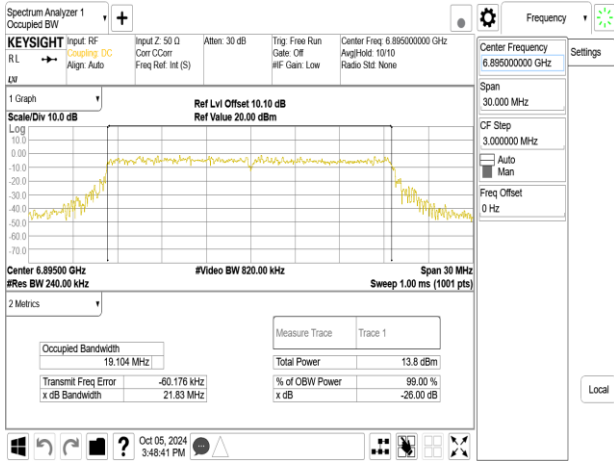 Spectrum Analyzer 1
Occupied BW
+
Frequency
KEYSIGHT
RL
Input: RF
Coupling: DC
Align: Auto
Input Z: 50 Ω
Corr CCorr
Freq Ref: Int (S)
Atten: 30 dB
Trig: Free Run
Gate: Off
#IF Gain: Low
Center Freq: 6.895000000 GHz
Avg|Hold: 10/10
Radio Std: None
Center Frequency
6.895000000 GHz
Settings
Span
30.000 MHz
CF Step
3.000000 MHz
Auto
Man
Freq Offset
0 Hz
Local
1 Graph
Scale/Div 10.0 dB
Ref Lvl Offset 10.10 dB
Ref Value 20.00 dBm
Log
10.0
0.00
-10.0
-20.0
-30.0
-40.0
-50.0
-60.0
-70.0
Center 6.89500 GHz
#Video BW 820.00 kHz
Span 30 MHz
#Res BW 240.00 kHz
Sweep 1.00 ms (1001 pts)
2 Metrics
Measure Trace Trace 1
Occupied Bandwidth
19.104 MHz
Total Power 13.8 dBm
Transmit Freq Error -60.176 kHz
% of OBW Power 99.00 %
x dB Bandwidth 21.83 MHz
x dB -26.00 dB
?
Oct 05, 2024
3:48:41 PM